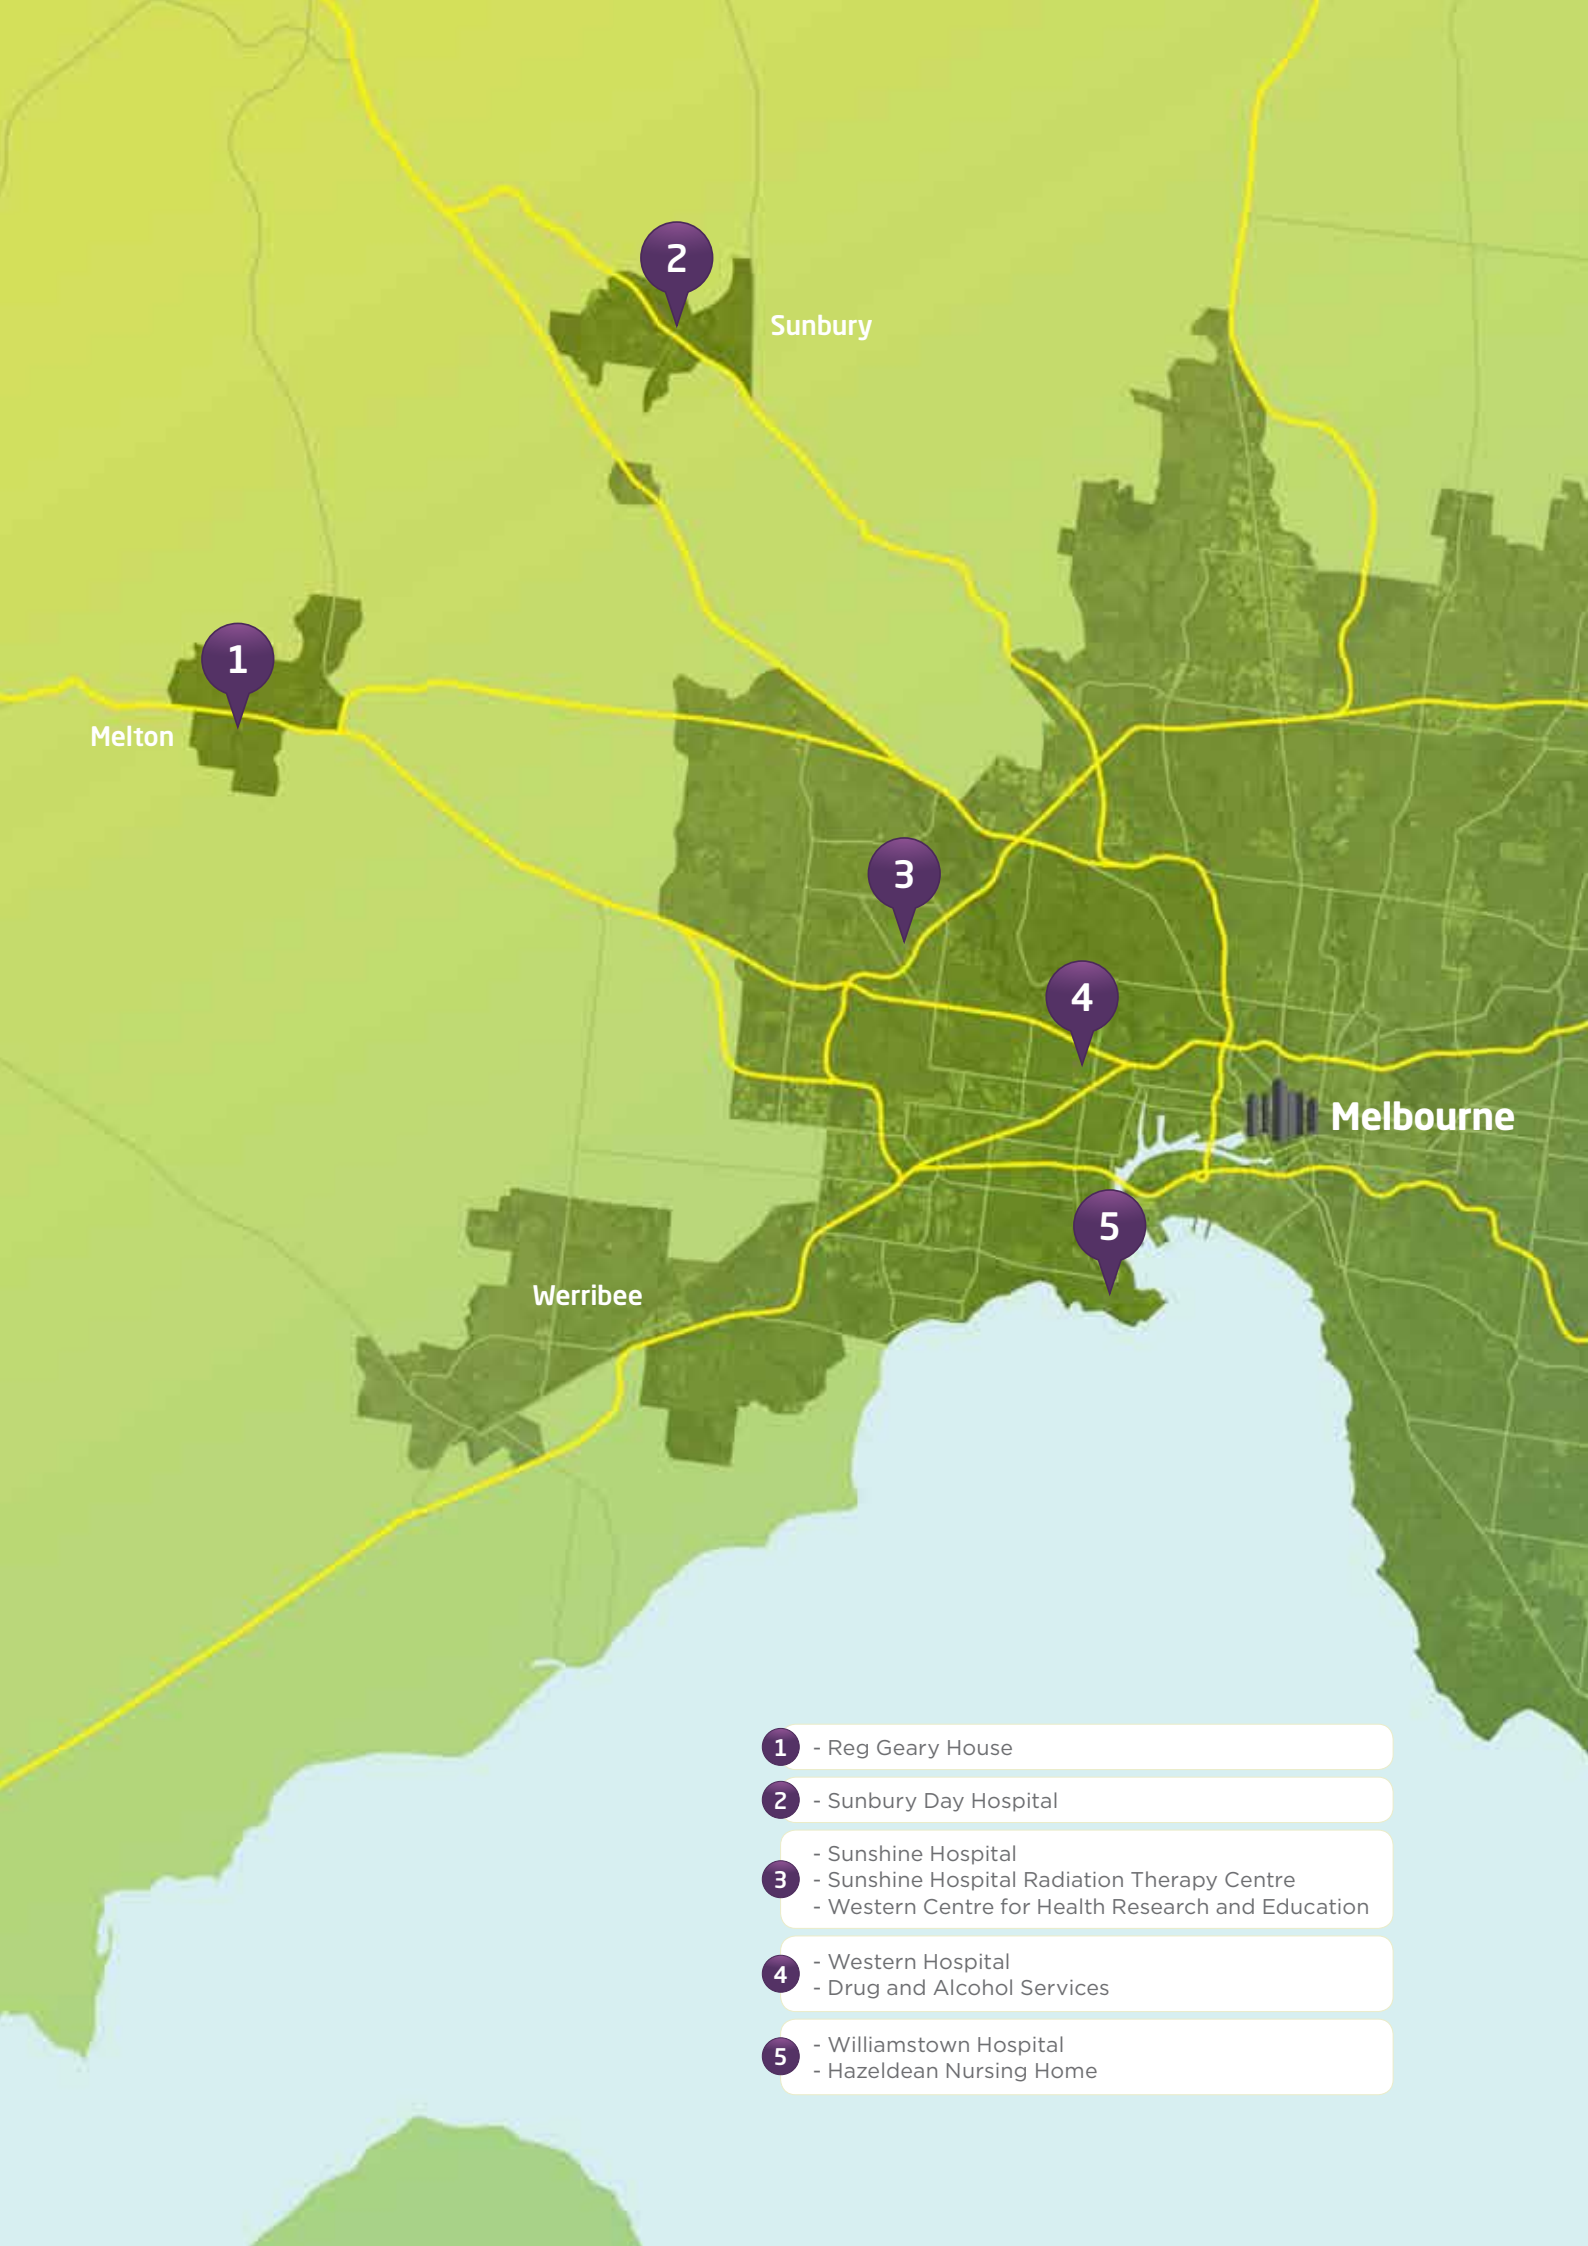 2
Sunbury
1
Melton
3
4
Melbourne
5
Werribee
1 - Reg Geary House
2 - Sunbury Day Hospital
3 - Sunshine Hospital
- Sunshine Hospital Radiation Therapy Centre
- Western Centre for Health Research and Education
4 - Western Hospital
- Drug and Alcohol Services
5 - Williamstown Hospital
- Hazeldean Nursing Home